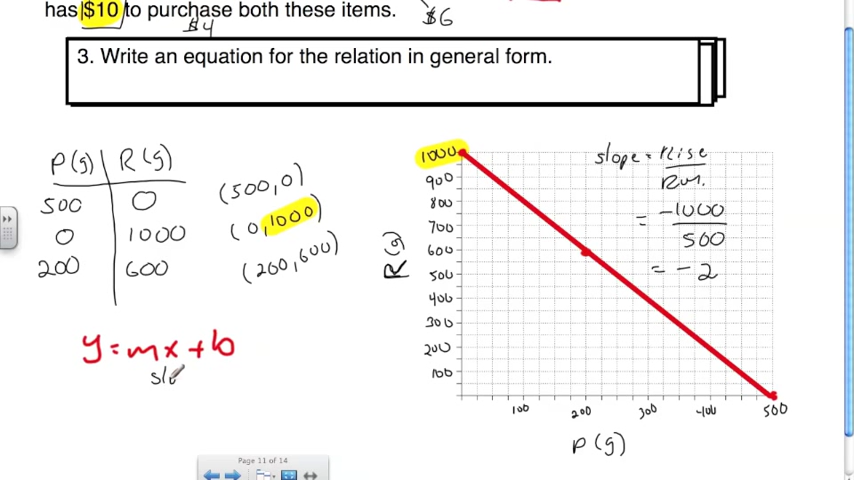 has $10 to purchase both these items.
$4
$6
3. Write an equation for the relation in general form.
P(g) R(g)
500 0 (500,0)
0 1000 (0,1000)
200 600 (200,600)
y=mx+b
slo
slope = Rise
Run.
= -1000
500
= -2
1000
900
800
700
600
500
400
300
200
100
R(g)
100 200 300 400 500
P(g)
Page 11 of 14